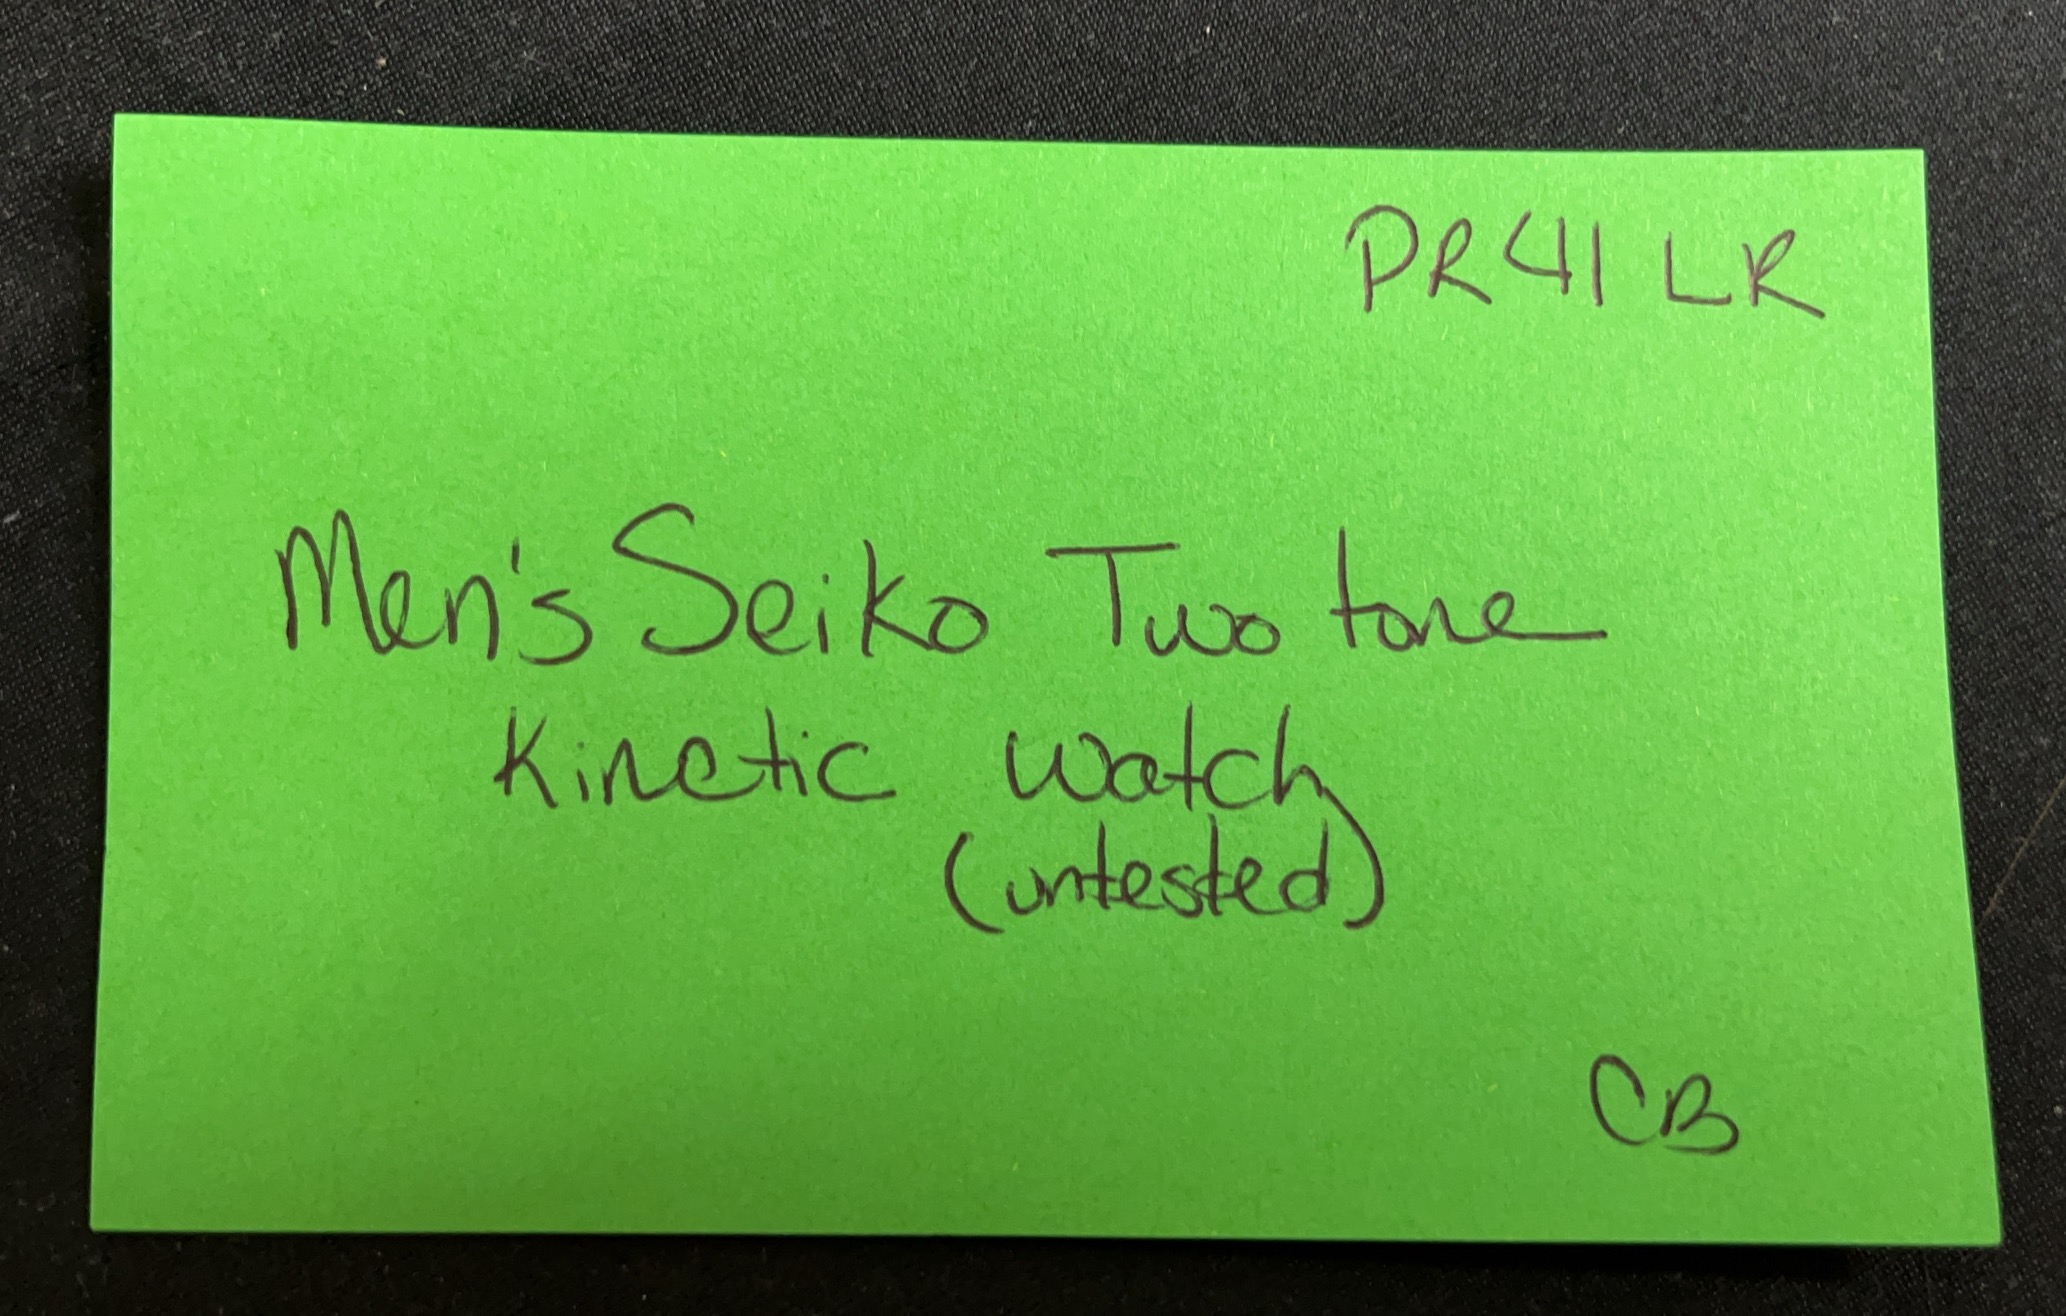 PR41 LR
Men's Seiko Two tone
Kinetic Watch
(untested)
CB